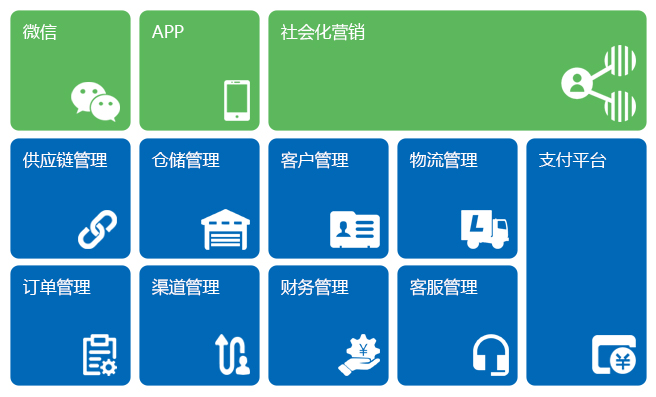 微信
APP
社会化营销
供应链管理
仓储管理
客户管理
物流管理
支付平台
L
订单管理
渠道管理
财务管理
客服管理
¥
¥